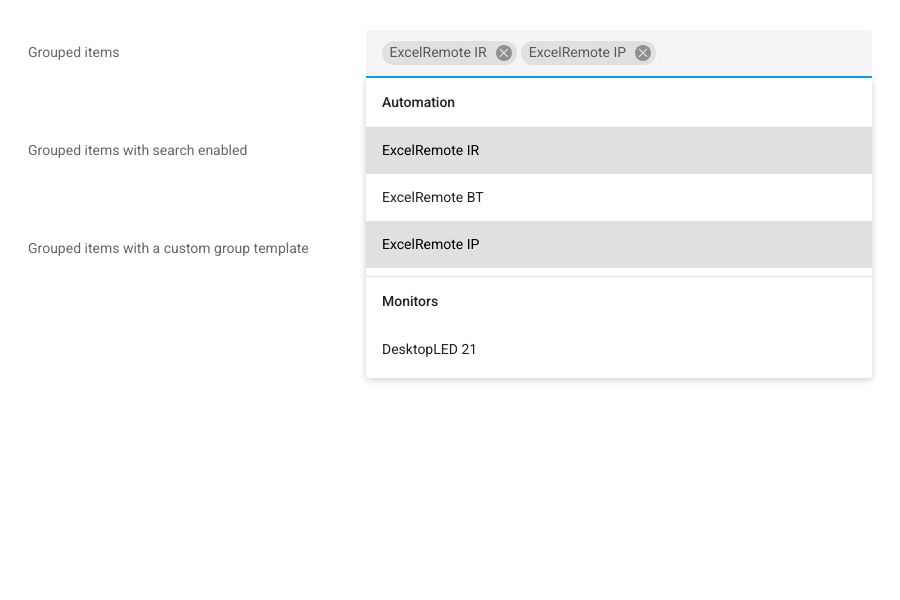 Grouped items
ExcelRemote IR ExcelRemote IP
Automation
ExcelRemote IR
Grouped items with search enabled
ExcelRemote BT
ExcelRemote IP
Grouped items with a custom group template
Monitors
DesktopLED 21